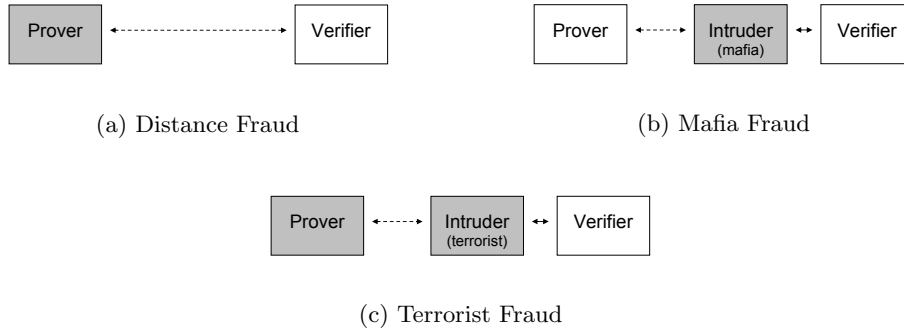 Prover Verifier
Prover Intruder (mafia) Verifier
(a) Distance Fraud
(b) Mafia Fraud
Prover Intruder (terrorist) Verifier
(c) Terrorist Fraud